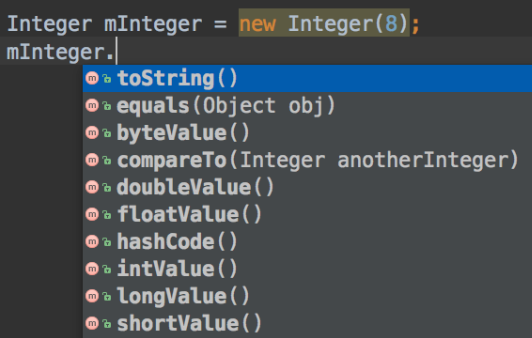 Integer mInteger = new Integer(8);
mInteger.
toString()
equals(Object obj)
byteValue()
compareTo(Integer anotherInteger)
doubleValue()
floatValue()
hashCode()
intValue()
longValue()
shortValue()